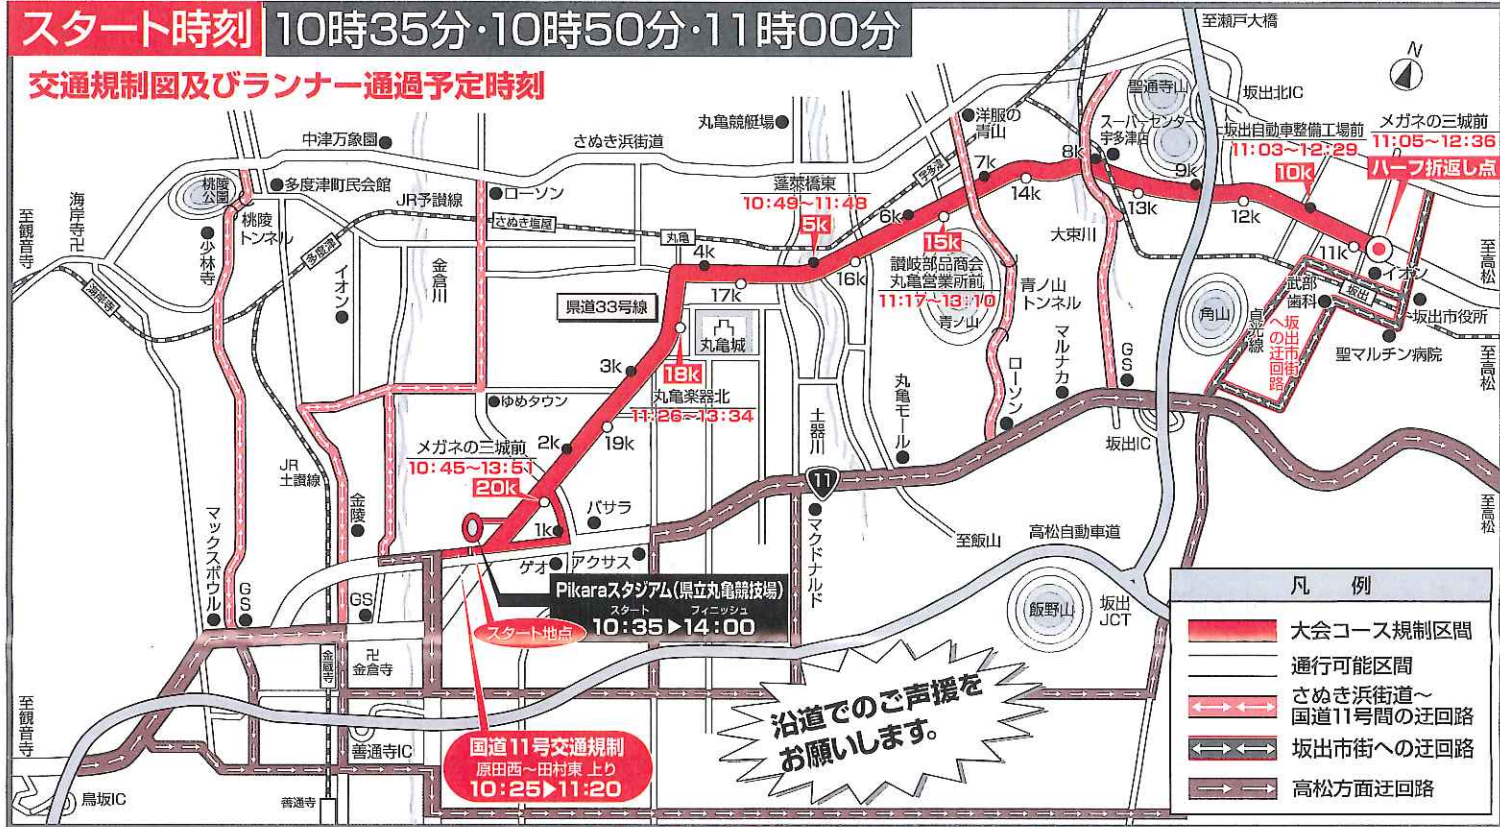 スタート時刻 10時35分・10時50分・11時00分
交通規制図及びランナー通過予定時刻
至瀬戸大橋
N
聖通寺山
坂出北IC
スーパーセンター
宇多津店
坂出自動車整備工場前
11:03〜12:29
10k
メガネの三城前
11:05〜12:36
ハーフ折返し点
洋服の
青山
丸亀競艇場
さぬき浜街道
中津万象園
桃陵
公園
多度津町民会館
JR予讃線
ローソン
さぬき塩屋
丸亀
宇多津
蓬莱橋東
10:49〜11:48
5k
4k
6k
7k
8k
9k
11k
12k
13k
14k
15k
16k
17k
讃岐部品商会
丸亀営業所前
11:17〜13:10
青ノ山
青ノ山
トンネル
大束川
角山
武部
歯科
坂出
イオン
坂出市役所
聖マルチン病院
貞光線
坂出市街
への迂回路
至高松
至高松
至高松
至観音寺
海岸寺卍
海岸寺
桃陵
トンネル
少林寺
多度津
イオン
金倉川
県道33号線
丸亀城
18k
丸亀楽器北
11:26〜13:34
3k
19k
2k
ゆめタウン
メガネの三城前
10:45〜13:51
20k
1k
バサラ
ゲオ
アクサス
JR
土讃線
金陵
マックスボウル
GS
GS
土器川
丸亀モール
ローソン
マルナカ
GS
坂出IC
11
マクドナルド
至飯山
高松自動車道
飯野山
坂出
JCT
Pikaraスタジアム(県立丸亀競技場)
スタート フィニッシュ
10:35▶14:00
スタート地点
金蔵寺
卍
金倉寺
至観音寺
善通寺IC
鳥坂IC
善通寺
国道11号交通規制
原田西〜田村東 上り
10:25▶11:20
沿道でのご声援を
お願いします。
凡例
大会コース規制区間
通行可能区間
さぬき浜街道〜
国道11号間の迂回路
坂出市街への迂回路
高松方面迂回路